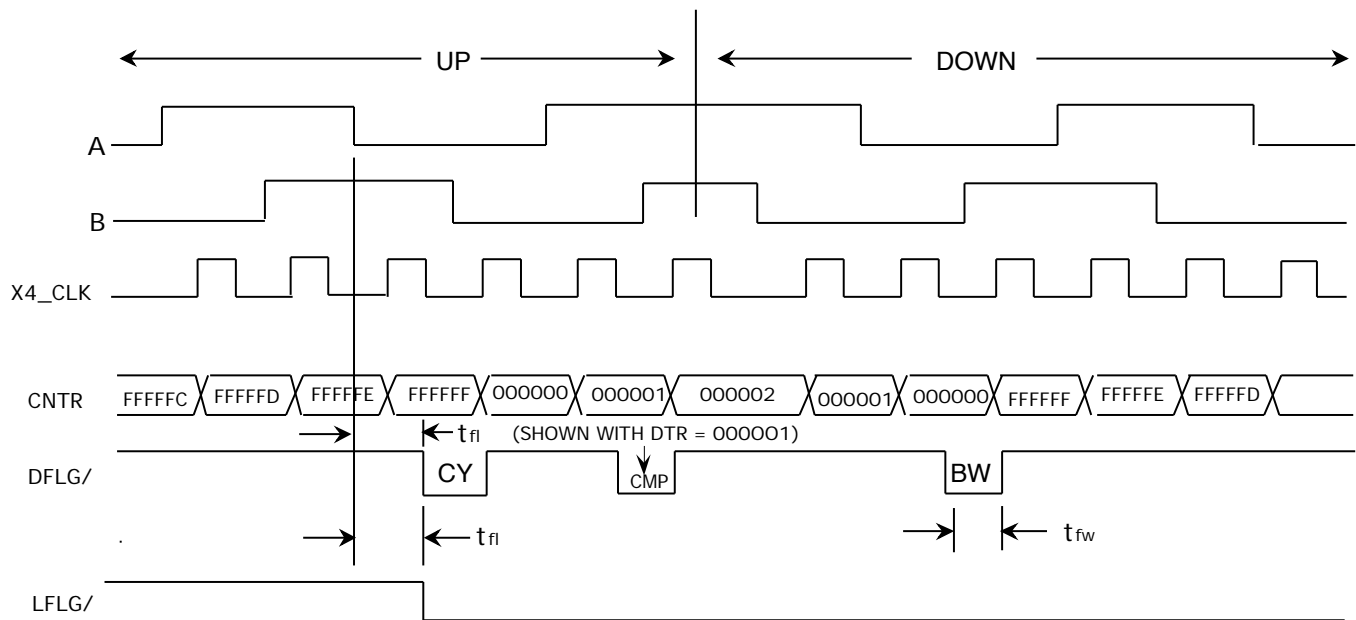 UP DOWN
A
B
X4_CLK
CNTR FFFFFC FFFFFD FFFFFE FFFFFF 000000 000001 000002 000001 000000 FFFFFF FFFFFE FFFFFD
tfl (SHOWN WITH DTR = 000001)
DFLG/ CY CMP BW
tfl tfw
LFLG/